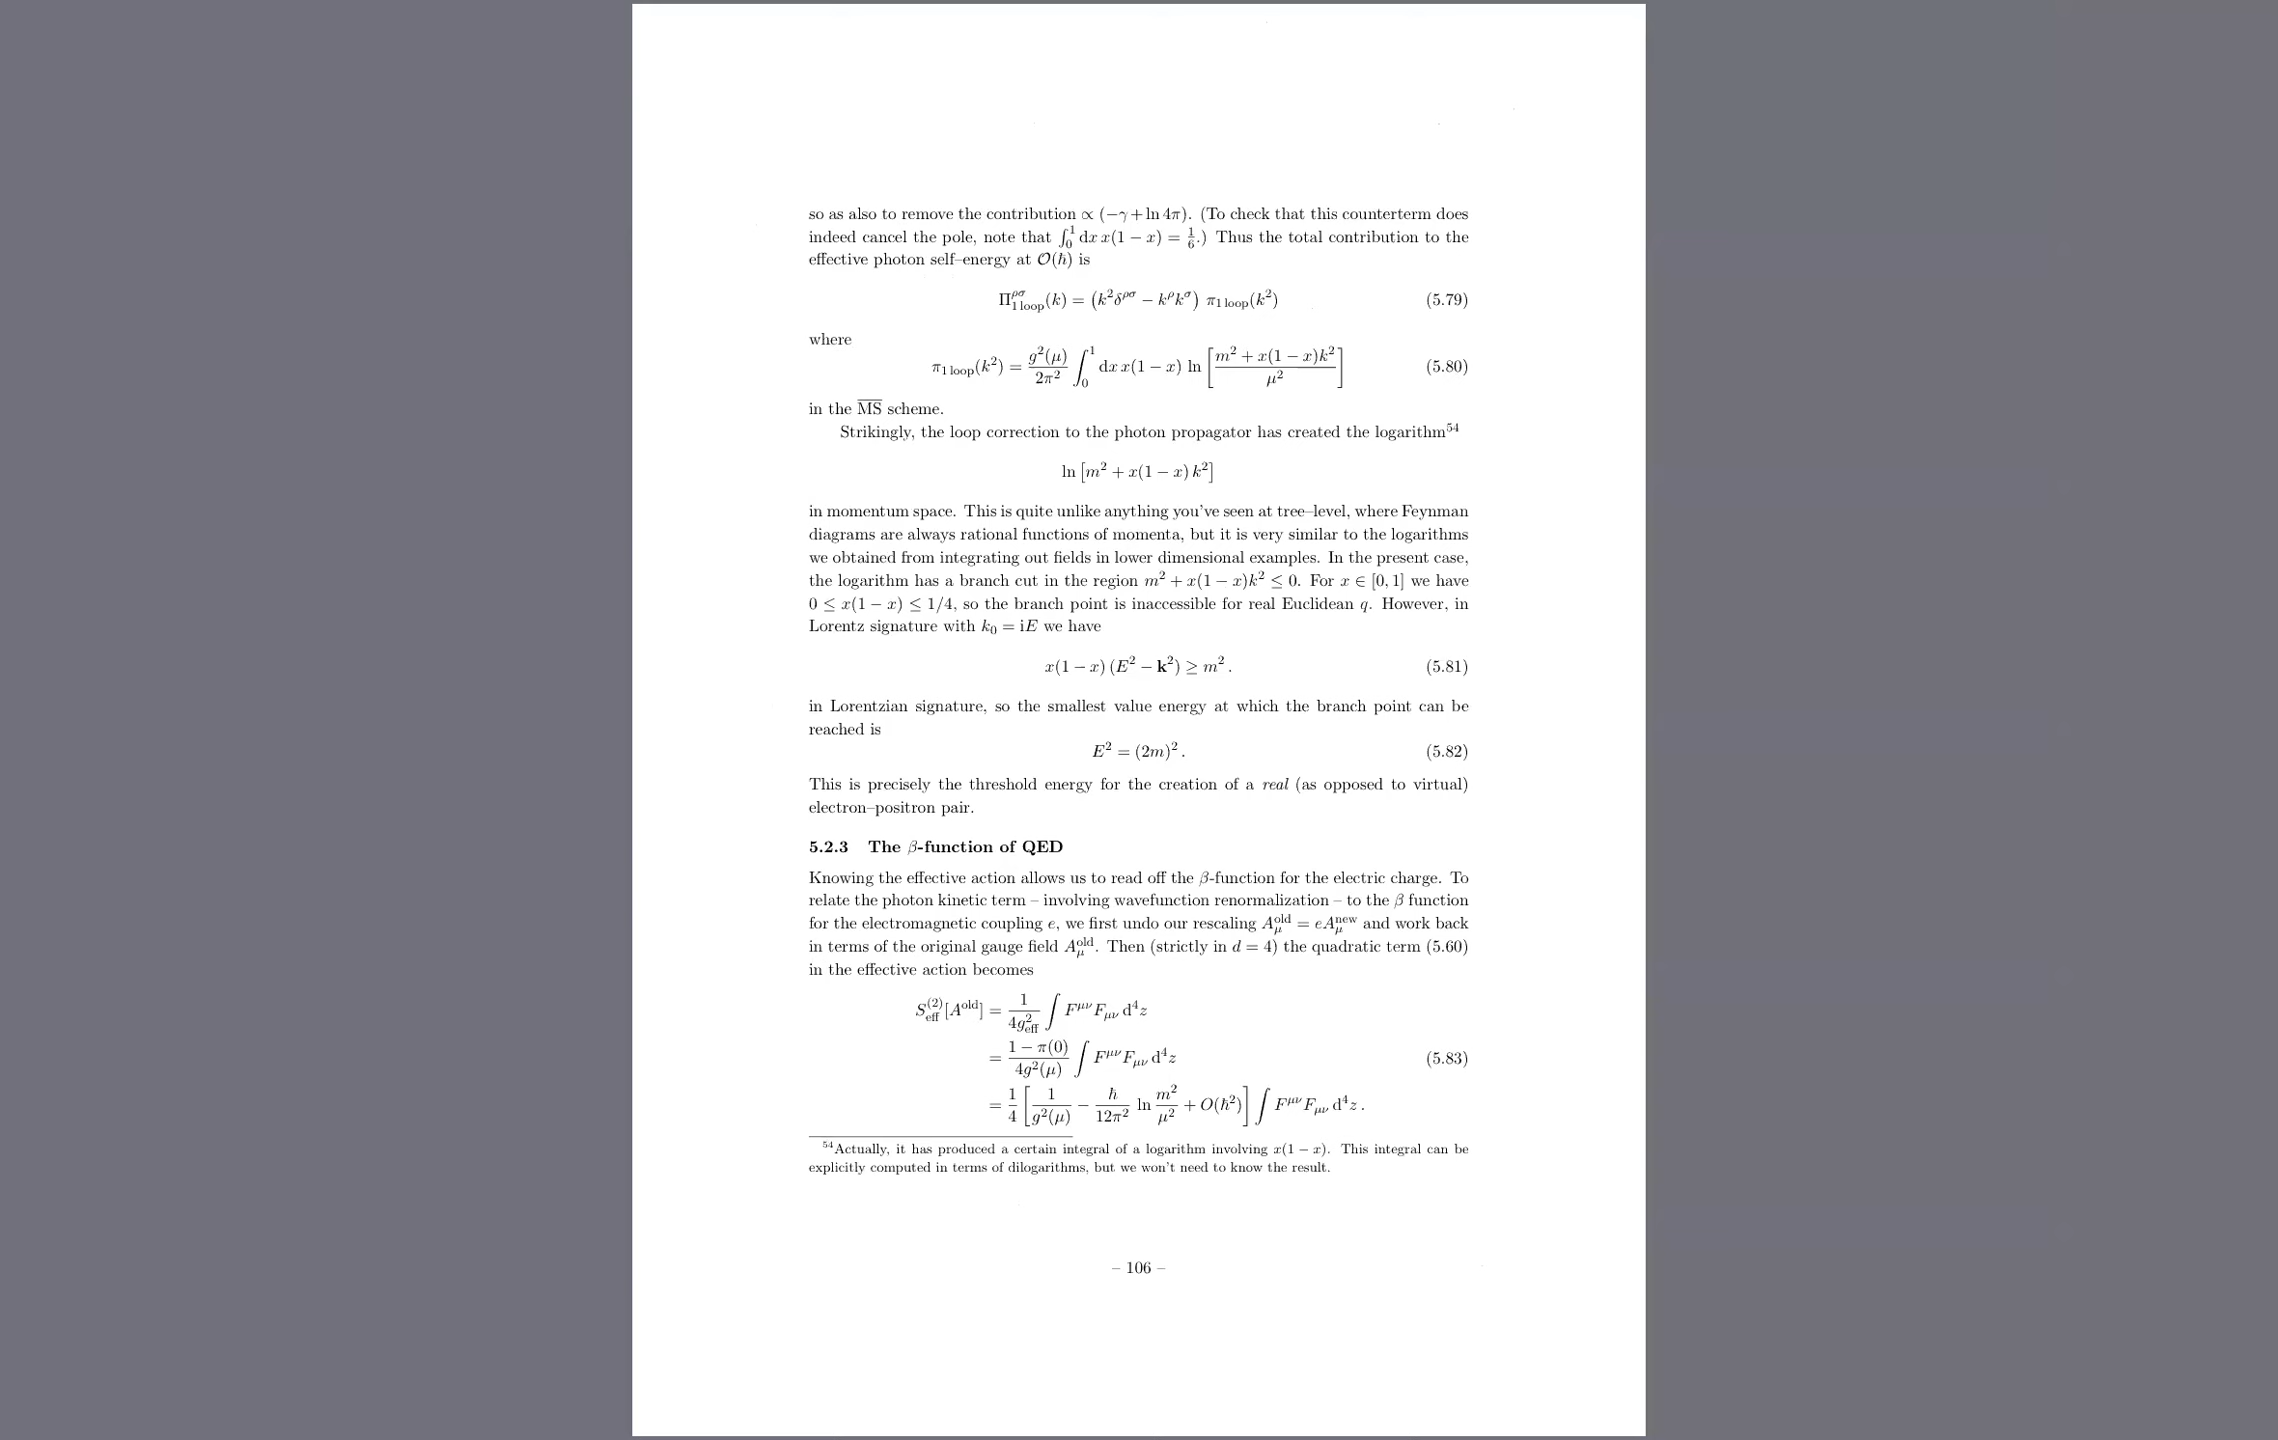 so as also to remove the contribution ∝ (−γ + ln 4π). (To check that this counterterm does
indeed cancel the pole, note that ∫₀¹ dx x(1 − x) = 1/6.) Thus the total contribution to the
effective photon self–energy at 𝒪(ℏ) is
Π^{ρσ}_{1 loop}(k) = (k²δ^{ρσ} − k^ρk^σ) π_{1 loop}(k²) (5.79)
where
π_{1 loop}(k²) = g²(μ)/2π² ∫₀¹ dx x(1 − x) ln [(m² + x(1 − x)k²)/μ²] (5.80)
in the \overline{MS} scheme.
Strikingly, the loop correction to the photon propagator has created the logarithm⁵⁴
ln [m² + x(1 − x) k²]
in momentum space. This is quite unlike anything you've seen at tree–level, where Feynman
diagrams are always rational functions of momenta, but it is very similar to the logarithms
we obtained from integrating out fields in lower dimensional examples. In the present case,
the logarithm has a branch cut in the region m² + x(1 − x)k² ≤ 0. For x ∈ [0, 1] we have
0 ≤ x(1 − x) ≤ 1/4, so the branch point is inaccessible for real Euclidean q. However, in
Lorentz signature with k₀ = iE we have
x(1 − x) (E² − **k**²) ≥ m² . (5.81)
in Lorentzian signature, so the smallest value energy at which the branch point can be
reached is
E² = (2m)² . (5.82)
This is precisely the threshold energy for the creation of a real (as opposed to virtual)
electron–positron pair.
5.2.3 The β-function of QED
Knowing the effective action allows us to read off the β-function for the electric charge. To
relate the photon kinetic term – involving wavefunction renormalization – to the β function
for the electromagnetic coupling e, we first undo our rescaling A_μ^{old} = eA_μ^{new} and work back
in terms of the original gauge field A_μ^{old}. Then (strictly in d = 4) the quadratic term (5.60)
in the effective action becomes
S_{eff}^{(2)}[A^{old}] = 1/(4g²_{eff}) ∫ F^{μν}F_{μν} d⁴z
= (1 − π(0))/(4g²(μ)) ∫ F^{μν}F_{μν} d⁴z (5.83)
= 1/4 [1/g²(μ) − ℏ/12π² ln m²/μ² + O(ℏ²)] ∫ F^{μν}F_{μν} d⁴z .
⁵⁴Actually, it has produced a certain integral of a logarithm involving x(1 − x). This integral can be
explicitly computed in terms of dilogarithms, but we won't need to know the result.
– 106 –